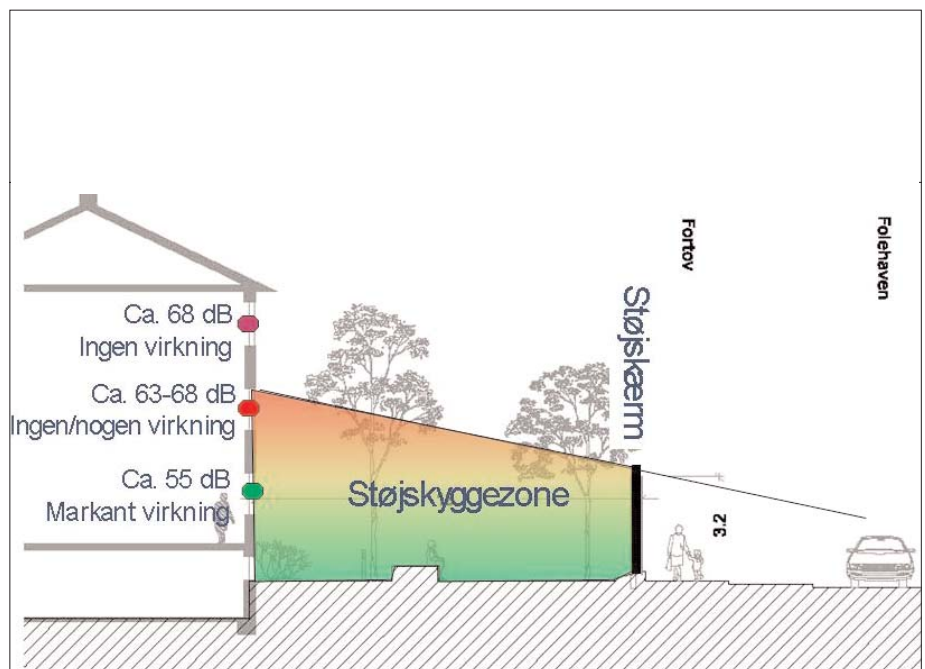 Fortov
Folehaven
Støjskærm
Ca. 68 dB
Ingen virkning
Ca. 63-68 dB
Ingen/nogen virkning
Ca. 55 dB
Markant virkning
Støjskyggezone
3.2